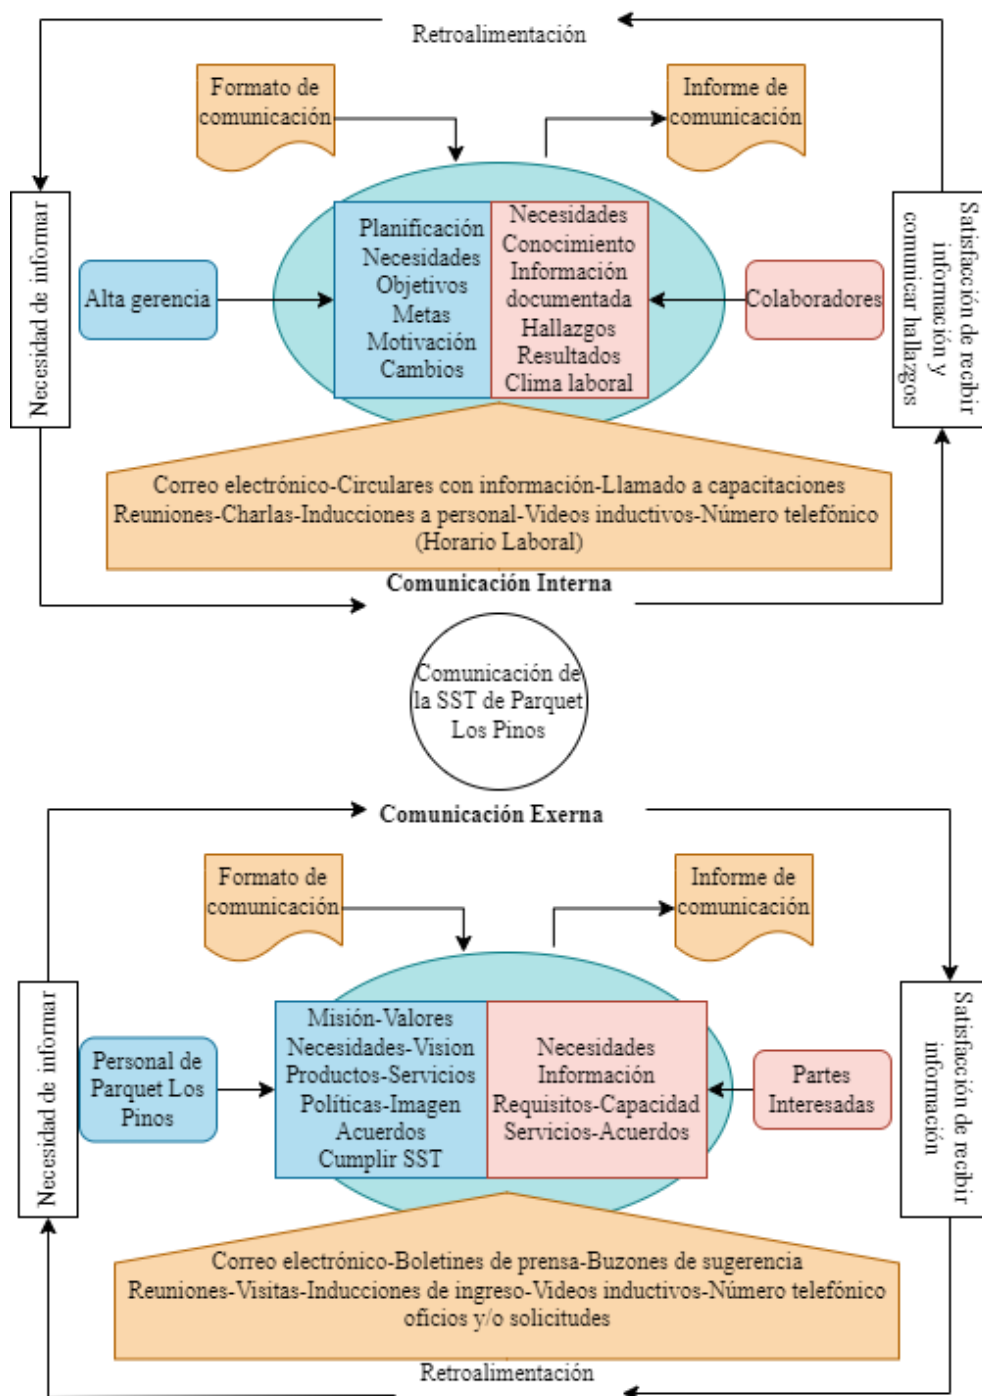 Retroalimentación
Formato de
comunicación
Informe de
comunicación
Necesidad de informar
Alta gerencia
Planificación
Necesidades
Objetivos
Metas
Motivación
Cambios
Necesidades
Conocimiento
Información
documentada
Hallazgos
Resultados
Clima laboral
Colaboradores
Satisfacción de recibir
información y
comunicar hallazgos
Correo electrónico-Circulares con información-Llamado a capacitaciones
Reuniones-Charlas-Inducciones a personal-Videos inductivos-Número telefónico
(Horario Laboral)
Comunicación Interna
Comunicación de
la SST de Parquet
Los Pinos
Comunicación Exerna
Formato de
comunicación
Informe de
comunicación
Necesidad de informar
Personal de
Parquet Los
Pinos
Misión-Valores
Necesidades-Vision
Productos-Servicios
Políticas-Imagen
Acuerdos
Cumplir SST
Necesidades
Información
Requisitos-Capacidad
Servicios-Acuerdos
Partes
Interesadas
Satisfacción de recibir
información
Correo electrónico-Boletines de prensa-Buzones de sugerencia
Reuniones-Visitas-Inducciones de ingreso-Videos inductivos-Número telefónico
ofícios y/o solicitudes
Retroalimentación